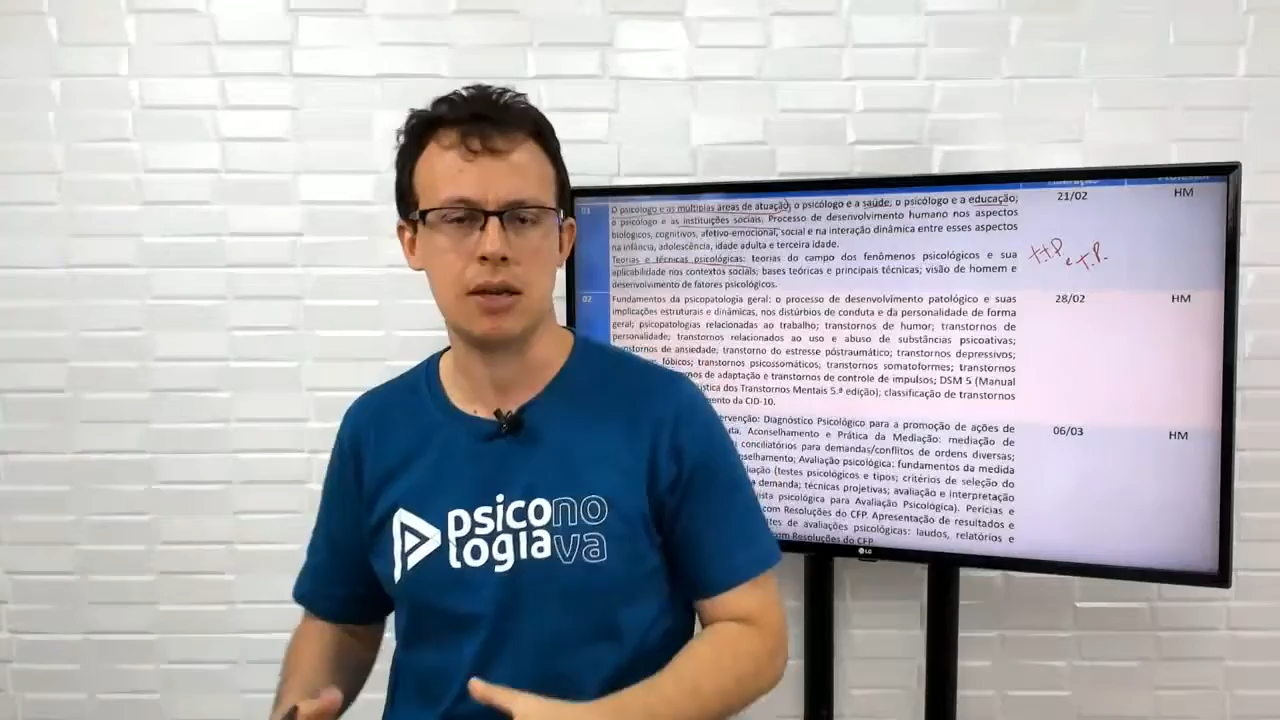 Professor
01
O psicólogo e as múltiplas áreas de atuação; o psicólogo e a saúde; o psicólogo e a educação;
o psicólogo e as instituições sociais. Processo de desenvolvimento humano nos aspectos
biológicos, cognitivos, afetivo-emocional, social e na interação dinâmica entre esses aspectos
na infância, adolescência, idade adulta e terceira idade.
Teorias e técnicas psicológicas: teorias do campo dos fenômenos psicológicos e sua
aplicabilidade nos contextos sociais; bases teóricas e principais técnicas; visão de homem e
desenvolvimento de fatores psicológicos.
21/02
HM
e T.P.
02
Fundamentos da psicopatologia geral: o processo de desenvolvimento patológico e suas
implicações estruturais e dinâmicas, nos distúrbios de conduta e da personalidade de forma
geral; psicopatologias relacionadas ao trabalho; transtornos de humor; transtornos de
personalidade; transtornos relacionados ao uso e abuso de substâncias psicoativas;
transtornos de ansiedade; transtorno do estresse póstraumático; transtornos depressivos;
fóbicos; transtornos psicossomáticos; transtornos somatoformes; transtornos
de adaptação e transtornos de controle de impulsos; DSM 5 (Manual
dos Transtornos Mentais 5.ª edição); classificação de transtornos
da CID-10.
28/02
HM
Diagnóstico Psicológico para a promoção de ações de
Aconselhamento e Prática da Mediação: mediação de
conciliatórios para demandas/conflitos de ordens diversas;
Avaliação psicológica: fundamentos da medida
(testes psicológicos e tipos; critérios de seleção do
demanda; técnicas projetivas; avaliação e interpretação
psicológica para Avaliação Psicológica). Perícias e
com Resoluções do CFP. Apresentação de resultados e
de avaliações psicológicas: laudos, relatórios e
Resoluções do CFP.
06/03
HM
LG
psicono
logiava